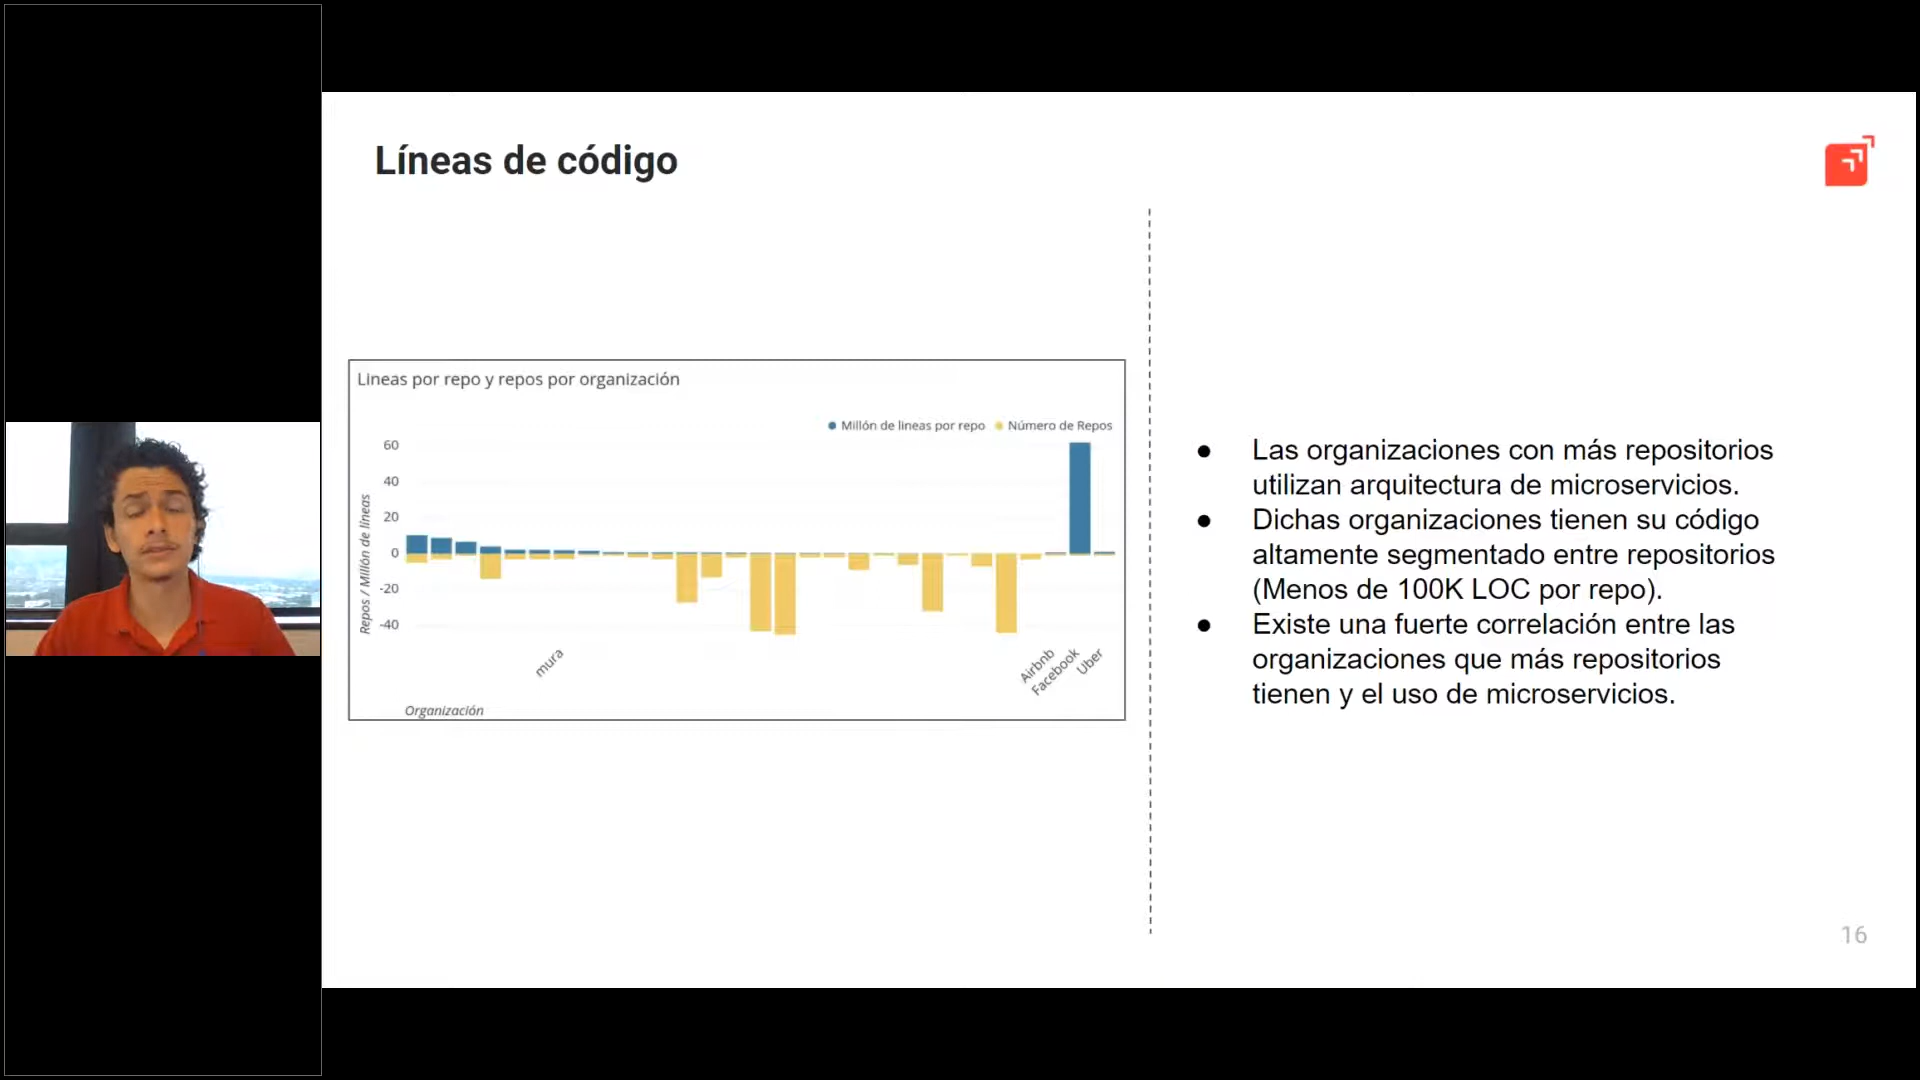 Líneas de código
Lineas por repo y repos por organización
Millón de lineas por repo
Número de Repos
60
40
20
0
-20
-40
Repos / Millón de líneas
mura
Airbnb
Facebook
Uber
Organización
● Las organizaciones con más repositorios
utilizan arquitectura de microservicios.
● Dichas organizaciones tienen su código
altamente segmentado entre repositorios
(Menos de 100K LOC por repo).
● Existe una fuerte correlación entre las
organizaciones que más repositorios
tienen y el uso de microservicios.
16